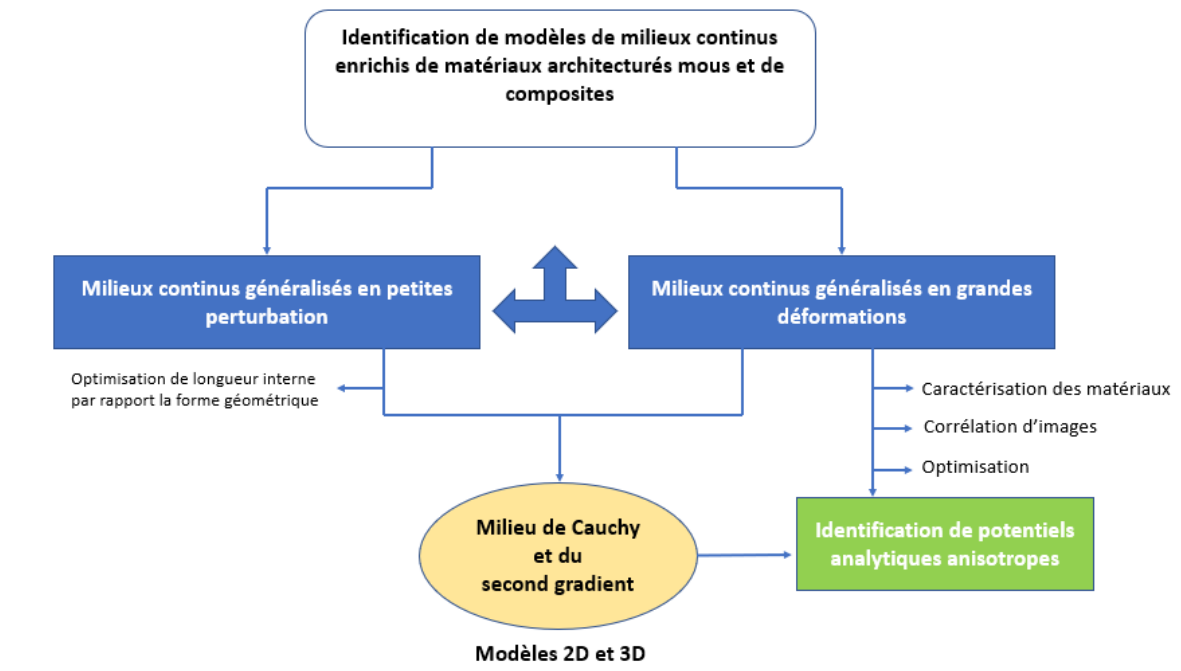 Identification de modèles de milieux continus
enrichis de matériaux architecturés mous et de
composites
Milieux continus généralisés en petites
perturbation
Milieux continus généralisés en grandes
déformations
Optimisation de longueur interne
par rapport la forme géométrique
Caractérisation des matériaux
Corrélation d’images
Optimisation
Milieu de Cauchy
et du
second gradient
Identification de potentiels
analytiques anisotropes
Modèles 2D et 3D